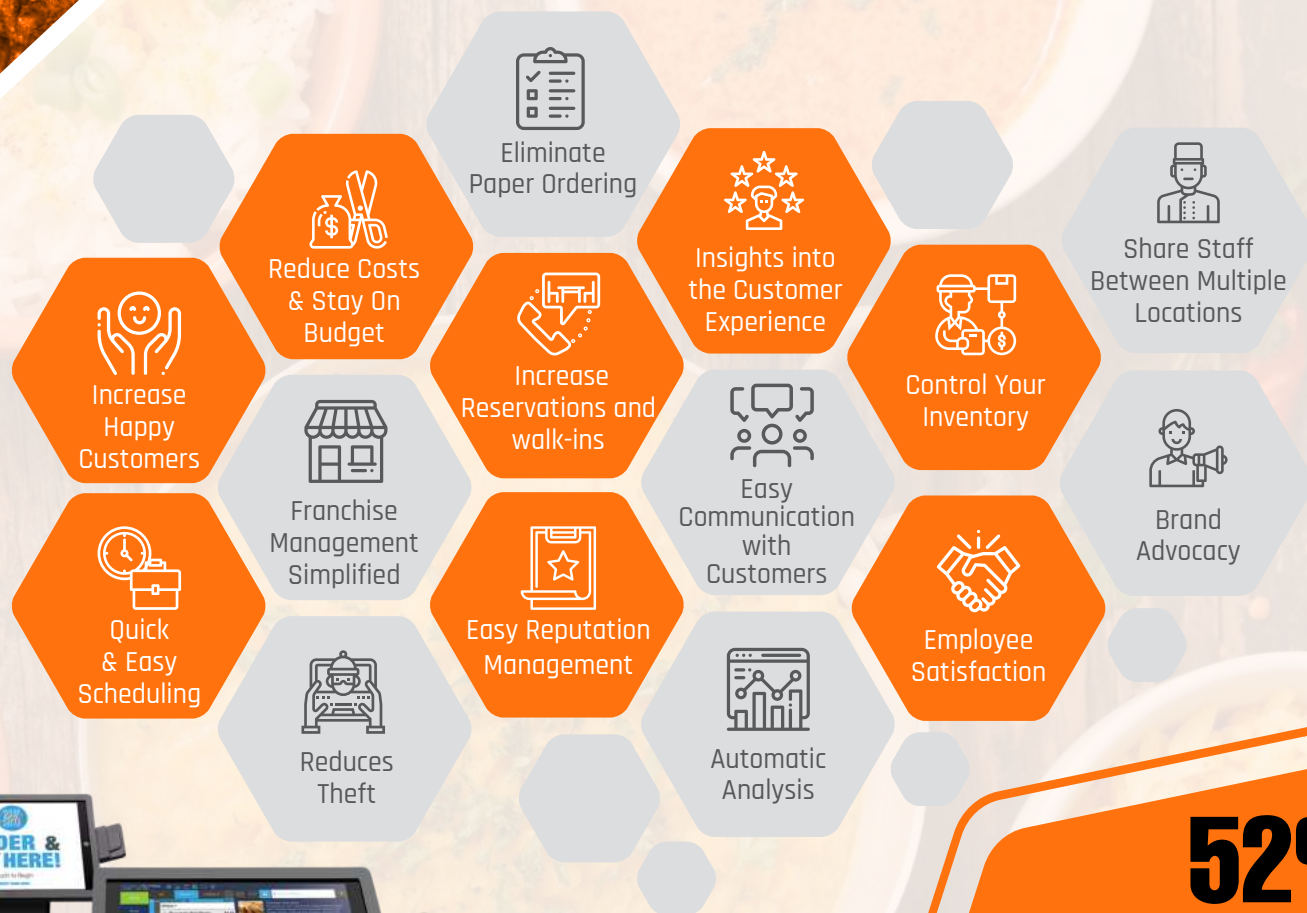 Eliminate
Paper Ordering
Reduce Costs
& Stay On
Budget
Insights into
the Customer
Experience
Share Staff
Between Multiple
Locations
Increase
Happy
Customers
Increase
Reservations and
walk-ins
Control Your
Inventory
Franchise
Management
Simplified
Easy
Communication
with
Customers
Brand
Advocacy
Quick
& Easy
Scheduling
Easy Reputation
Management
Employee
Satisfaction
Reduces
Theft
Automatic
Analysis
DER &
HERE!
52